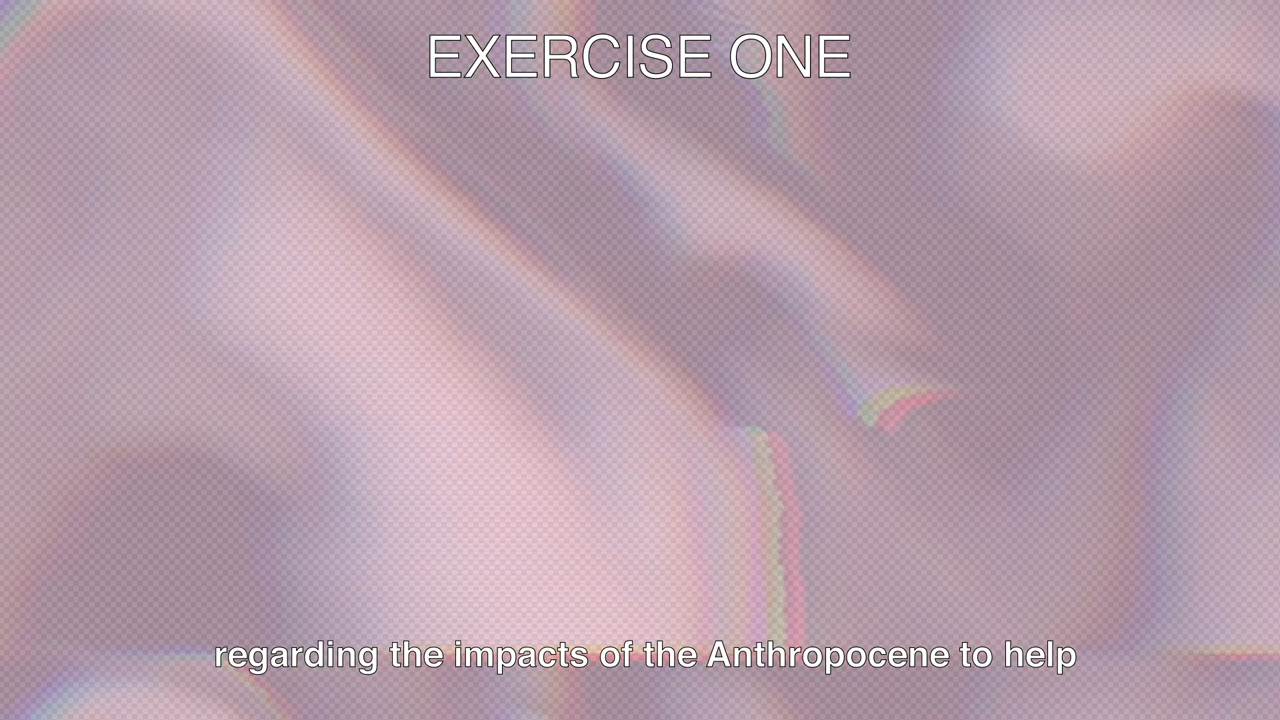 EXERCISE ONE
regarding the impacts of the Anthropocene to help